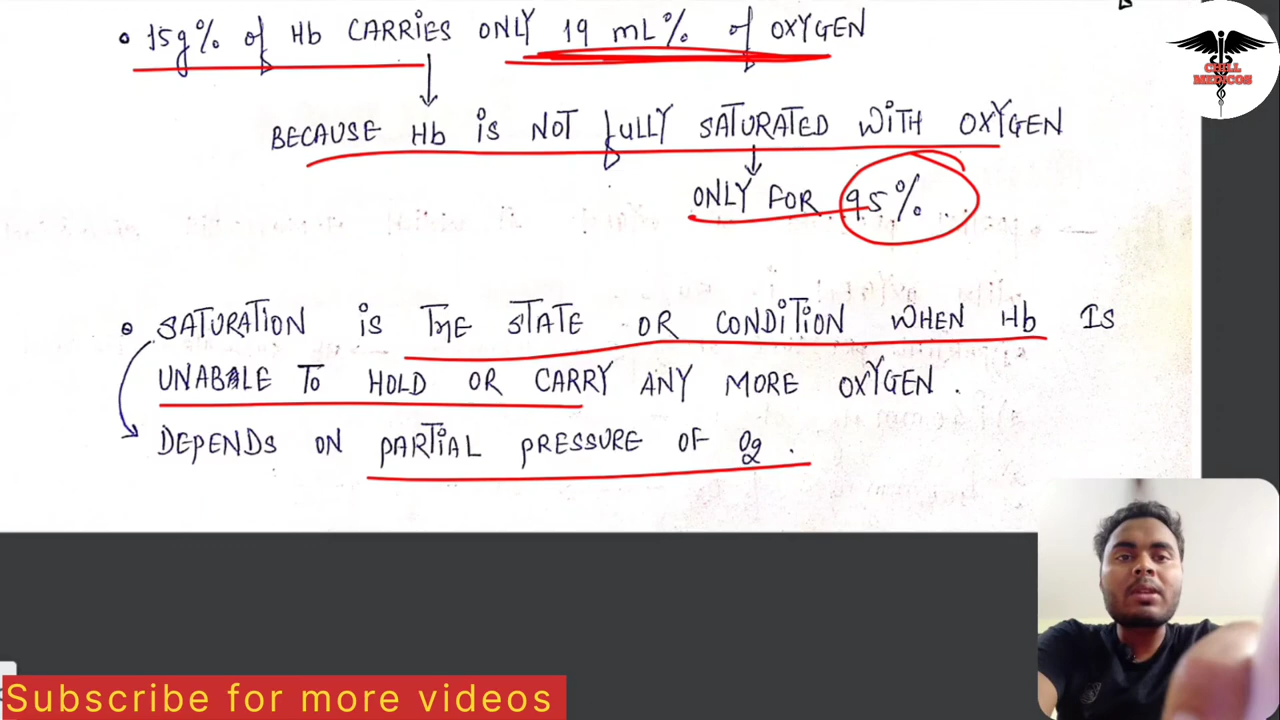 • 15g% of Hb CARRIES ONLY 19 mL% of OXYGEN
CHILL
MEDICOS
BECAUSE Hb is NOT fULLY SATURATED WITH OXYGEN
ONLY FOR 95%
• SATURATION is THE STATE OR CONDITION WHEN Hb IS
UNABLE TO HOLD OR CARRY ANY MORE OXYGEN.
DEPENDS ON PARTIAL PRESSURE OF O2.
Subscribe for more videos